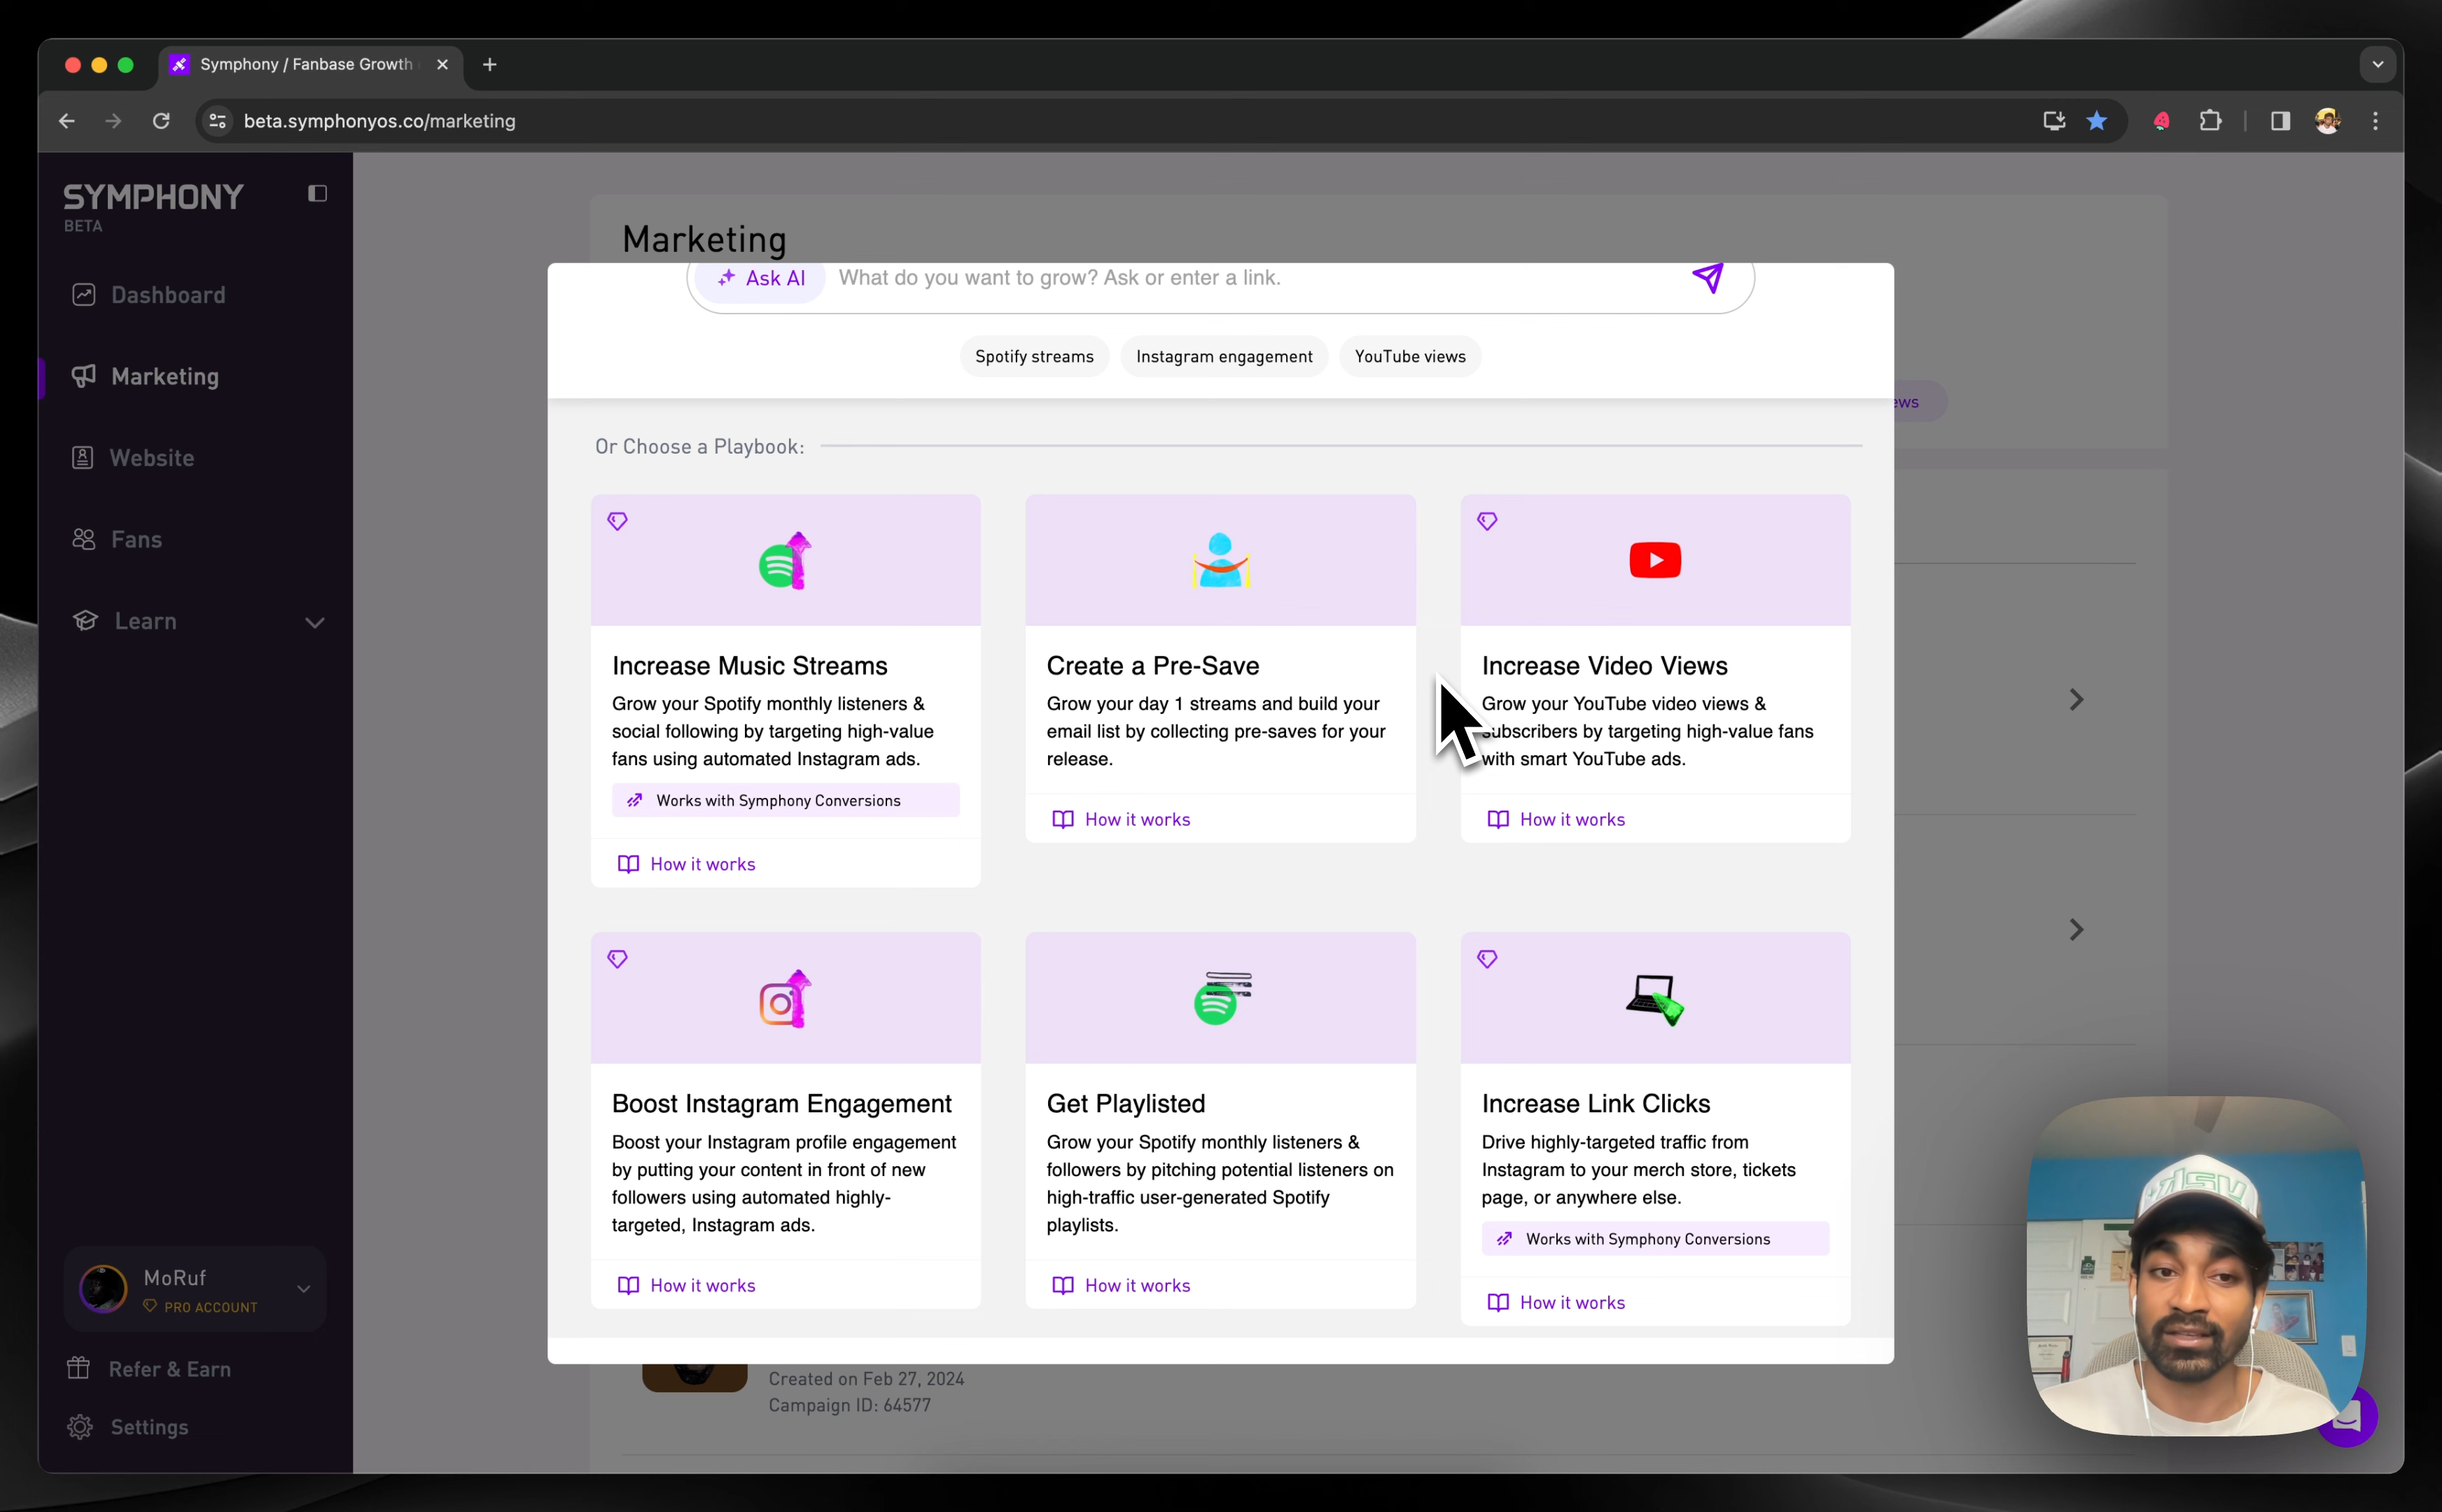 Symphony / Fanbase Growth
beta.symphonyos.co/marketing
SYMPHONY
BETA
Dashboard
Marketing
Website
Fans
Learn
MoRuf
PRO ACCOUNT
Refer & Earn
Settings
Marketing
Ask AI
What do you want to grow? Ask or enter a link.
Spotify streams
Instagram engagement
YouTube views
ews
Or Choose a Playbook:
Increase Music Streams
Grow your Spotify monthly listeners &
social following by targeting high-value
fans using automated Instagram ads.
Works with Symphony Conversions
How it works
Create a Pre-Save
Grow your day 1 streams and build your
email list by collecting pre-saves for your
release.
How it works
Increase Video Views
Grow your YouTube video views &
subscribers by targeting high-value fans
with smart YouTube ads.
How it works
Boost Instagram Engagement
Boost your Instagram profile engagement
by putting your content in front of new
followers using automated highly-
targeted, Instagram ads.
How it works
Get Playlisted
Grow your Spotify monthly listeners &
followers by pitching potential listeners on
high-traffic user-generated Spotify
playlists.
How it works
Increase Link Clicks
Drive highly-targeted traffic from
Instagram to your merch store, tickets
page, or anywhere else.
Works with Symphony Conversions
How it works
Created on Feb 27, 2024
Campaign ID: 64577